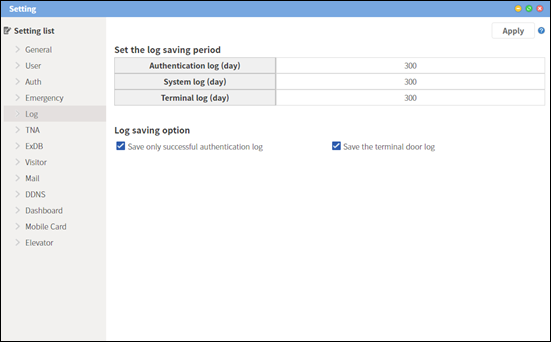 Setting
Setting list
General
User
Auth
Emergency
Log
TNA
ExDB
Visitor
Mail
DDNS
Dashboard
Mobile Card
Elevator
Apply
?
Set the log saving period
Authentication log (day) 300
System log (day) 300
Terminal log (day) 300
Log saving option
Save only successful authentication log Save the terminal door log